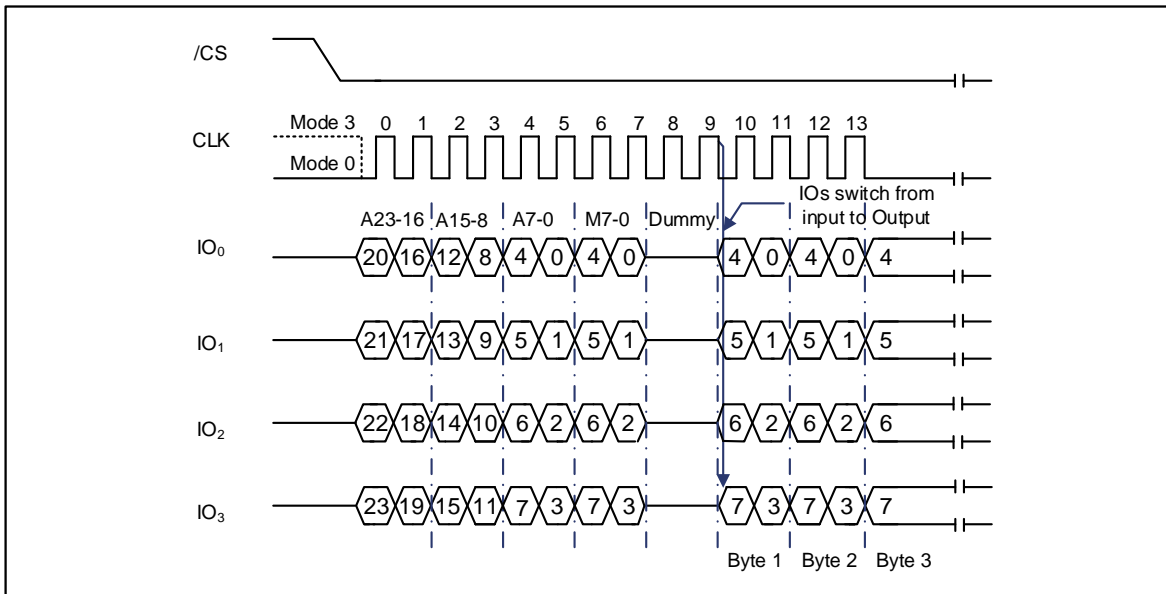 /CS
Mode 3 0 1 2 3 4 5 6 7 8 9 10 11 12 13
CLK
Mode 0
IOs switch from
input to Output
A23-16 A15-8 A7-0 M7-0 Dummy
IO0 20 16 12 8 4 0 4 0 4 0 4 0 4
IO1 21 17 13 9 5 1 5 1 5 1 5 1 5
IO2 22 18 14 10 6 2 6 2 6 2 6 2 6
IO3 23 19 15 11 7 3 7 3 7 3 7 3 7
Byte 1 Byte 2 Byte 3